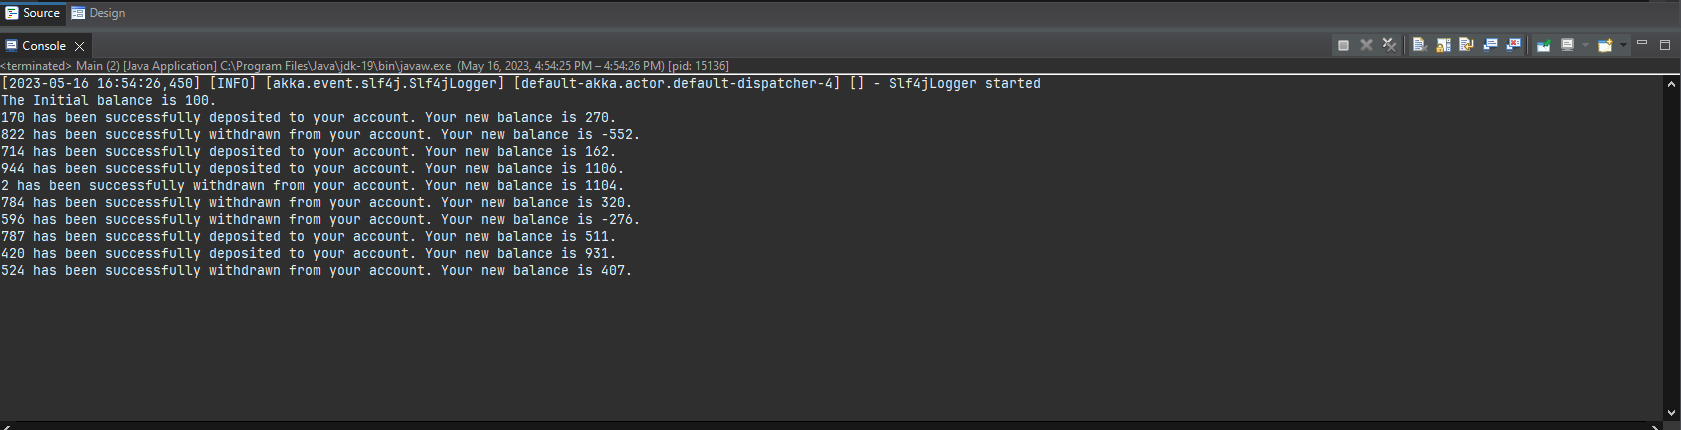 Source Design
Console
<terminated> Main (2) [Java Application] C:\Program Files\Java\jdk-19\bin\javaw.exe (May 16, 2023, 4:54:25 PM – 4:54:26 PM) [pid: 15136]
[2023-05-16 16:54:26,450] [INFO] [akka.event.slf4j.Slf4jLogger] [default-akka.actor.default-dispatcher-4] [] - Slf4jLogger started
The Initial balance is 100.
170 has been successfully deposited to your account. Your new balance is 270.
822 has been successfully withdrawn from your account. Your new balance is -552.
714 has been successfully deposited to your account. Your new balance is 162.
944 has been successfully deposited to your account. Your new balance is 1106.
2 has been successfully withdrawn from your account. Your new balance is 1104.
784 has been successfully withdrawn from your account. Your new balance is 320.
596 has been successfully withdrawn from your account. Your new balance is -276.
787 has been successfully deposited to your account. Your new balance is 511.
420 has been successfully deposited to your account. Your new balance is 931.
524 has been successfully withdrawn from your account. Your new balance is 407.